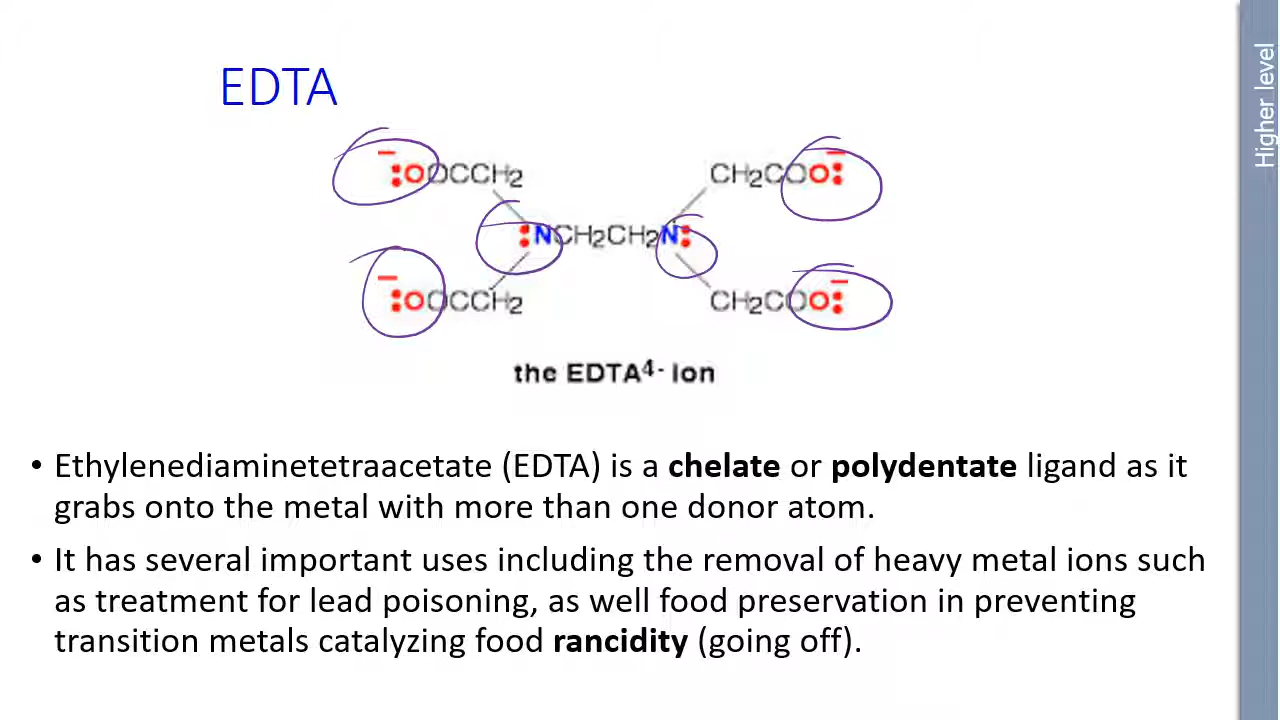 Higher level
EDTA
:OOCCH2 CH2COO:
:NCH2CH2N:
:OOCCH2 CH2COO:
the EDTA4- Ion
• Ethylenediaminetetraacetate (EDTA) is a chelate or polydentate ligand as it
grabs onto the metal with more than one donor atom.
• It has several important uses including the removal of heavy metal ions such
as treatment for lead poisoning, as well food preservation in preventing
transition metals catalyzing food rancidity (going off).